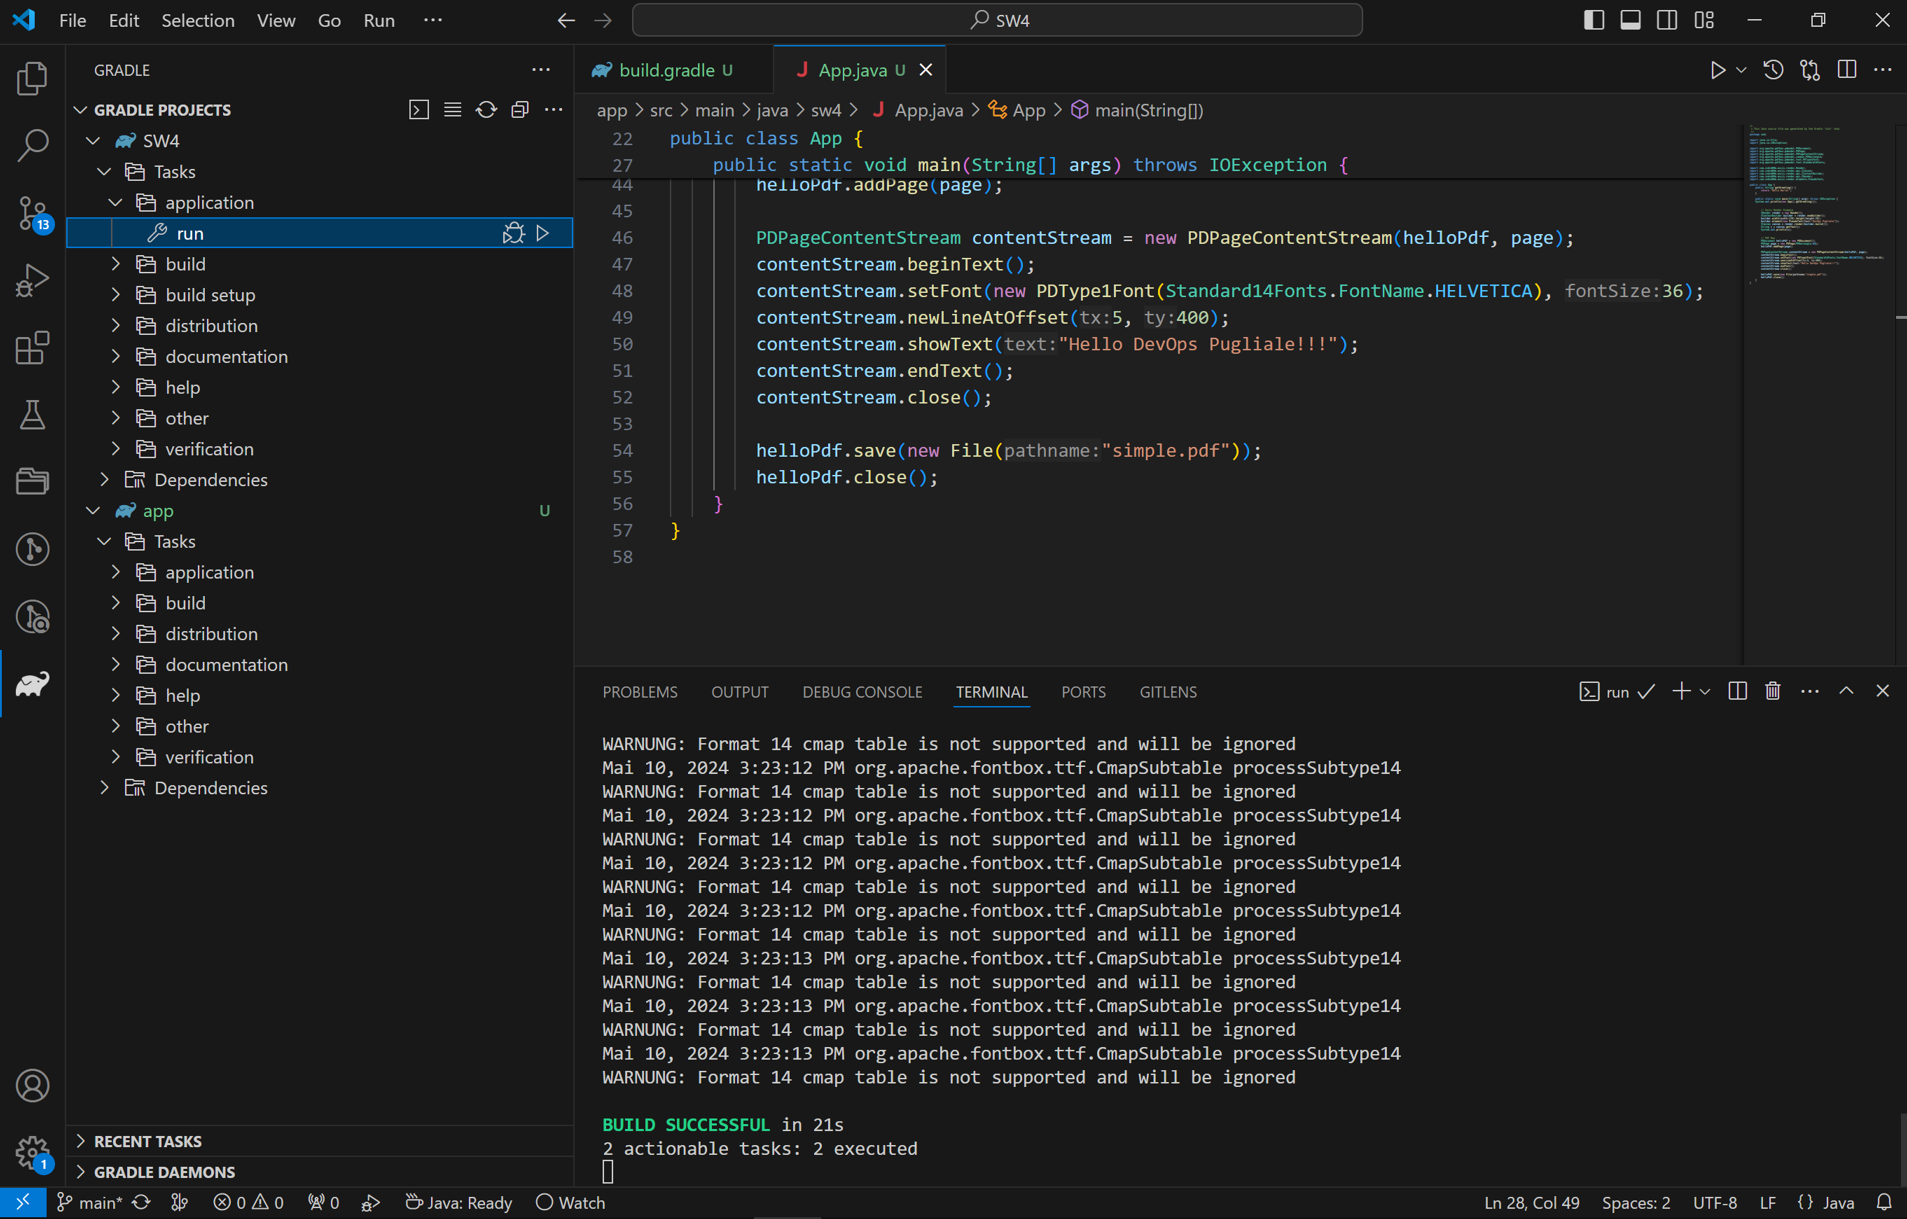 File Edit Selection View Go Run ··· SW4
GRADLE
GRADLE PROJECTS
SW4
Tasks
application
run
build
build setup
distribution
documentation
help
other
verification
Dependencies
app U
Tasks
application
build
distribution
documentation
help
other
verification
Dependencies
RECENT TASKS
GRADLE DAEMONS
13
1
build.gradle U App.java U
app > src > main > java > sw4 > App.java > App > main(String[])
22 public class App {
27 public static void main(String[] args) throws IOException {
44 helloPdf.addPage(page);
45
46 PDPageContentStream contentStream = new PDPageContentStream(helloPdf, page);
47 contentStream.beginText();
48 contentStream.setFont(new PDType1Font(Standard14Fonts.FontName.HELVETICA), fontSize:36);
49 contentStream.newLineAtOffset(tx:5, ty:400);
50 contentStream.showText(text:"Hello DevOps Pugliale!!!");
51 contentStream.endText();
52 contentStream.close();
53
54 helloPdf.save(new File(pathname:"simple.pdf"));
55 helloPdf.close();
56 }
57 }
58
PROBLEMS OUTPUT DEBUG CONSOLE TERMINAL PORTS GITLENS run
WARNUNG: Format 14 cmap table is not supported and will be ignored
Mai 10, 2024 3:23:12 PM org.apache.fontbox.ttf.CmapSubtable processSubtype14
WARNUNG: Format 14 cmap table is not supported and will be ignored
Mai 10, 2024 3:23:12 PM org.apache.fontbox.ttf.CmapSubtable processSubtype14
WARNUNG: Format 14 cmap table is not supported and will be ignored
Mai 10, 2024 3:23:12 PM org.apache.fontbox.ttf.CmapSubtable processSubtype14
WARNUNG: Format 14 cmap table is not supported and will be ignored
Mai 10, 2024 3:23:12 PM org.apache.fontbox.ttf.CmapSubtable processSubtype14
WARNUNG: Format 14 cmap table is not supported and will be ignored
Mai 10, 2024 3:23:13 PM org.apache.fontbox.ttf.CmapSubtable processSubtype14
WARNUNG: Format 14 cmap table is not supported and will be ignored
Mai 10, 2024 3:23:13 PM org.apache.fontbox.ttf.CmapSubtable processSubtype14
WARNUNG: Format 14 cmap table is not supported and will be ignored
Mai 10, 2024 3:23:13 PM org.apache.fontbox.ttf.CmapSubtable processSubtype14
WARNUNG: Format 14 cmap table is not supported and will be ignored
BUILD SUCCESSFUL in 21s
2 actionable tasks: 2 executed
main* 0 0 0 Java: Ready Watch Ln 28, Col 49 Spaces: 2 UTF-8 LF {} Java